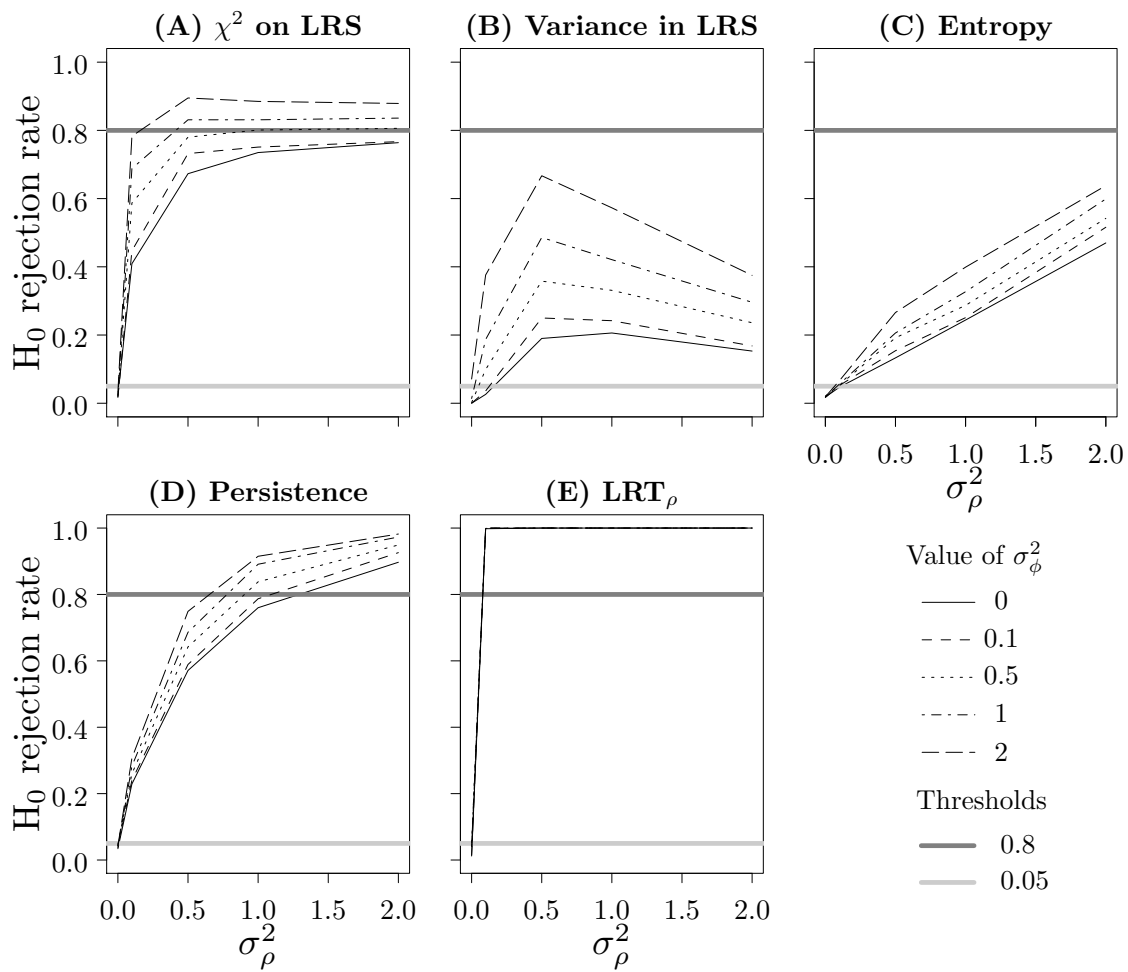 (A) χ² on LRS
(B) Variance in LRS
(C) Entropy
H₀ rejection rate
1.0
0.8
0.6
0.4
0.2
0.0
0.0 0.5 1.0 1.5 2.0
σ²ρ
(D) Persistence
(E) LRTρ
H₀ rejection rate
1.0
0.8
0.6
0.4
0.2
0.0
0.0 0.5 1.0 1.5 2.0
σ²ρ
0.0 0.5 1.0 1.5 2.0
σ²ρ
Value of σ²ϕ
0
0.1
0.5
1
2
Thresholds
0.8
0.05